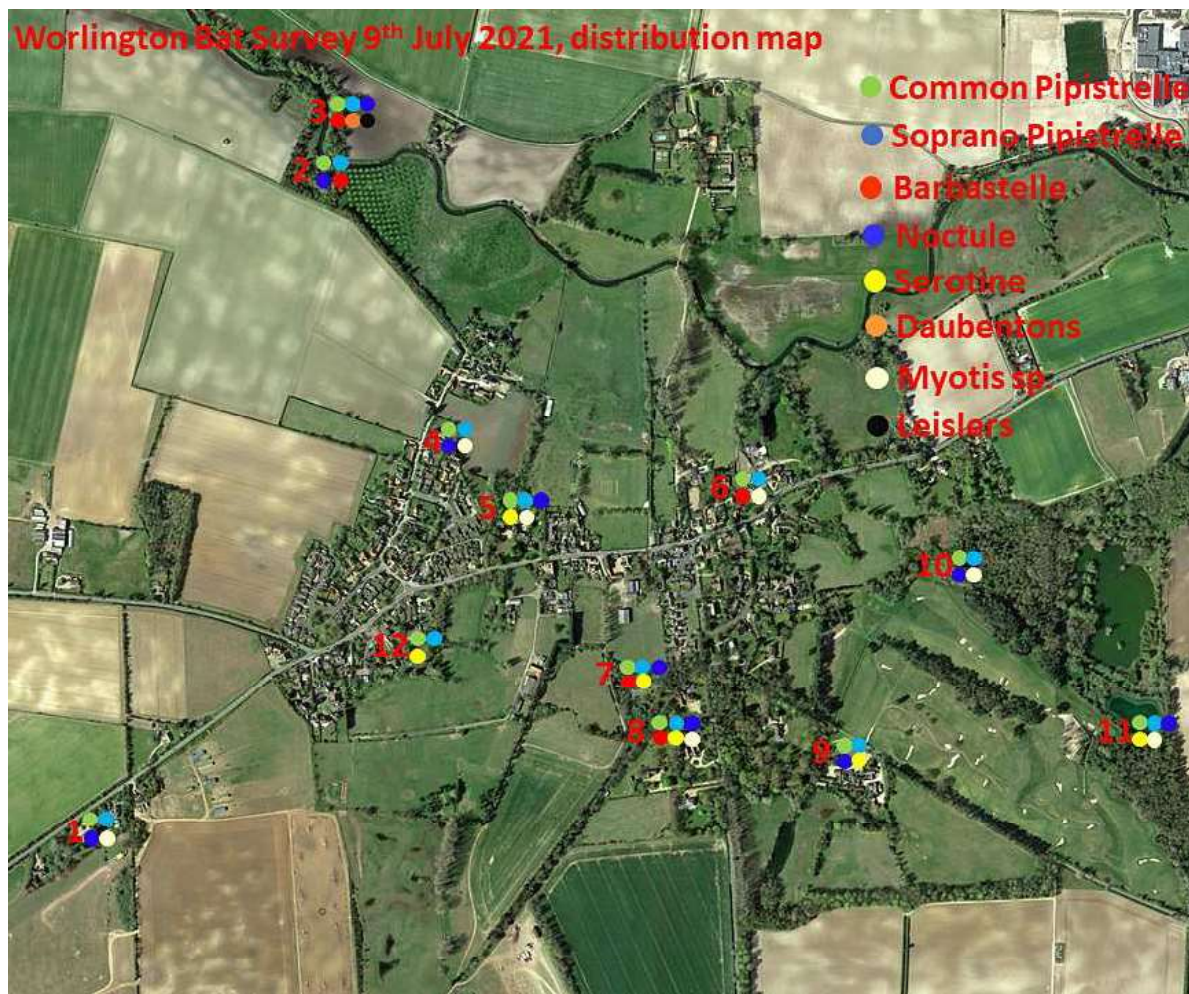 Worlington Bat Survey 9th July 2021, distribution map
Common Pipistrelle
Soprano Pipistrelle
Barbastelle
Noctule
Serotine
Daubentons
Myotis sp.
Leislers
3
2
4
5
6
10
12
7
8
9
11
1